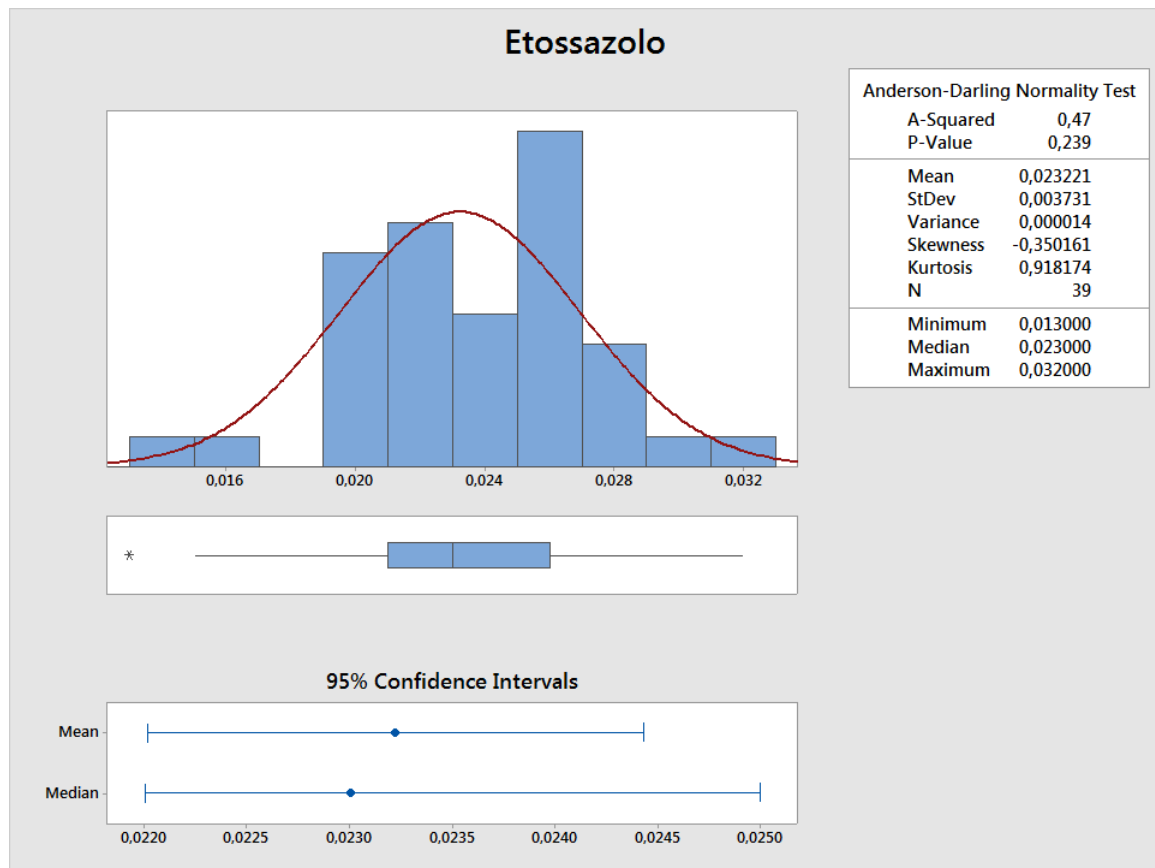 Etossazolo
Anderson-Darling Normality Test
A-Squared 0,47
P-Value 0,239
Mean 0,023221
StDev 0,003731
Variance 0,000014
Skewness -0,350161
Kurtosis 0,918174
N 39
Minimum 0,013000
Median 0,023000
Maximum 0,032000
0,016 0,020 0,024 0,028 0,032
*
95% Confidence Intervals
Mean
Median
0,0220 0,0225 0,0230 0,0235 0,0240 0,0245 0,0250